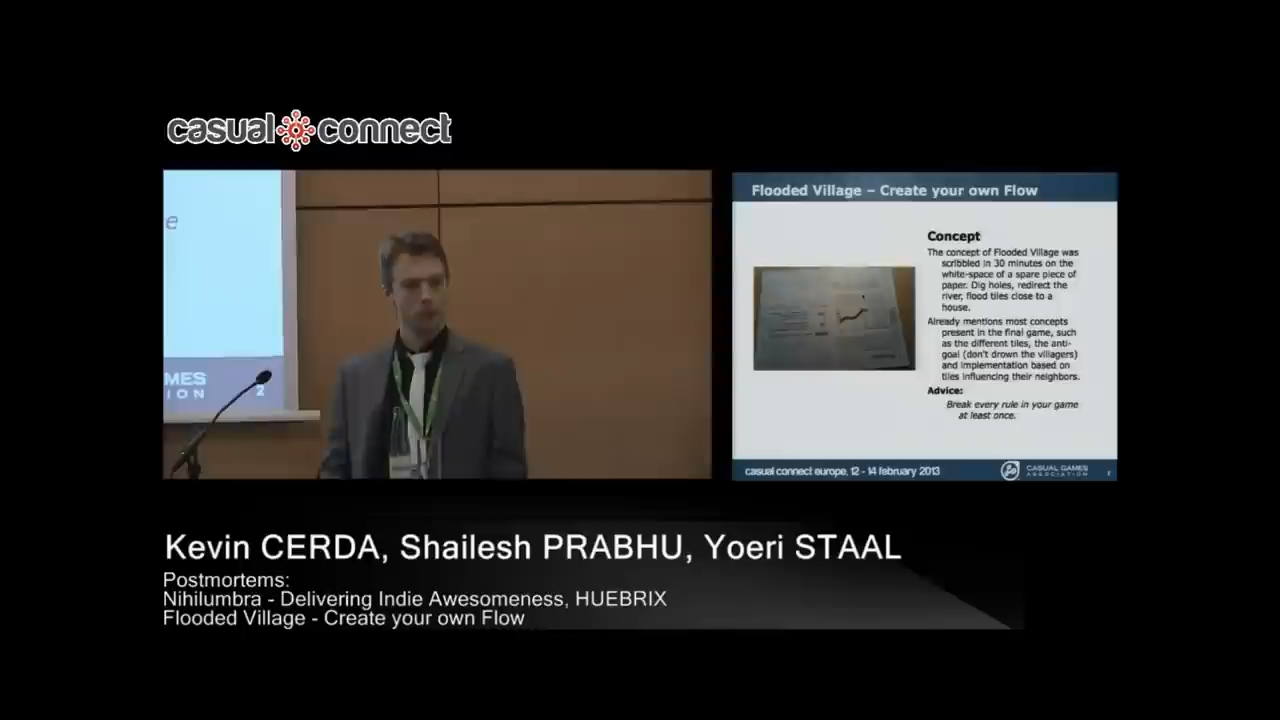 casual connect
e
MES
ION
2
Flooded Village – Create your own Flow
Concept
The concept of Flooded Village was
scribbled in 30 minutes on the
white-space of a spare piece of
paper. Dig holes, redirect the
river, flood tiles close to a
house.
Already mentions most concepts
present in the final game, such
as the different tiles, the anti-
goal (don't drown the villagers)
and implementation based on
tiles influencing their neighbors.
Advice:
Break every rule in your game
at least once.
casual connect europe, 12 - 14 february 2013
CASUAL GAMES
ASSOCIATION
Kevin CERDA, Shailesh PRABHU, Yoeri STAAL
Postmortems:
Nihilumbra - Delivering Indie Awesomeness, HUEBRIX
Flooded Village - Create your own Flow